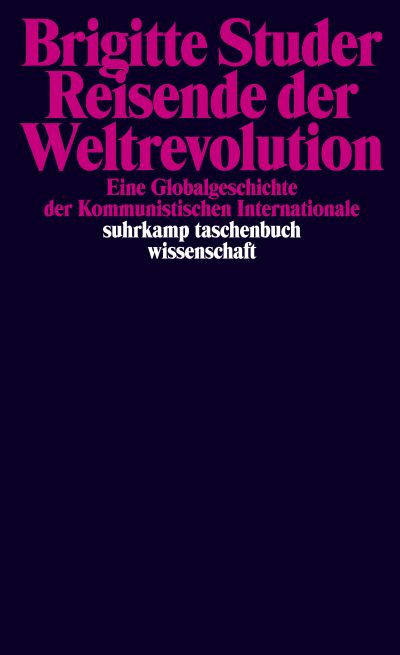 Brigitte Studer
Reisende der
Weltrevolution
Eine Globalgeschichte
der Kommunistischen Internationale
suhrkamp taschenbuch
wissenschaft